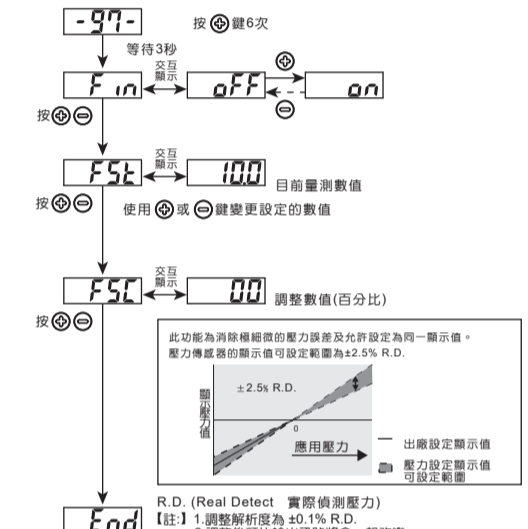 -97-
按⊕鍵6次
等待3秒
Fin
交互
顯示
oFF
⊕
⊖
on
按⊕⊖
FSt
交互
顯示
10.0
目前量測數值
按⊕⊖
使用⊕或⊖鍵變更設定的數值
FSC
交互
顯示
0.0
調整數值(百分比)
按⊕⊖
此功能為消除極細微的壓力誤差及允許設定為同一顯示值。
壓力傳感器的顯示值可設定範圍為±2.5% R.D.
±2.5% R.D.
顯示壓力值
0
應用壓力
出廠設定顯示值
壓力設定顯示值
可設定範圍
End
R.D. (Real Detect 實際偵測壓力)
【註:】1.調整解析度為 ±0.1% R.D.